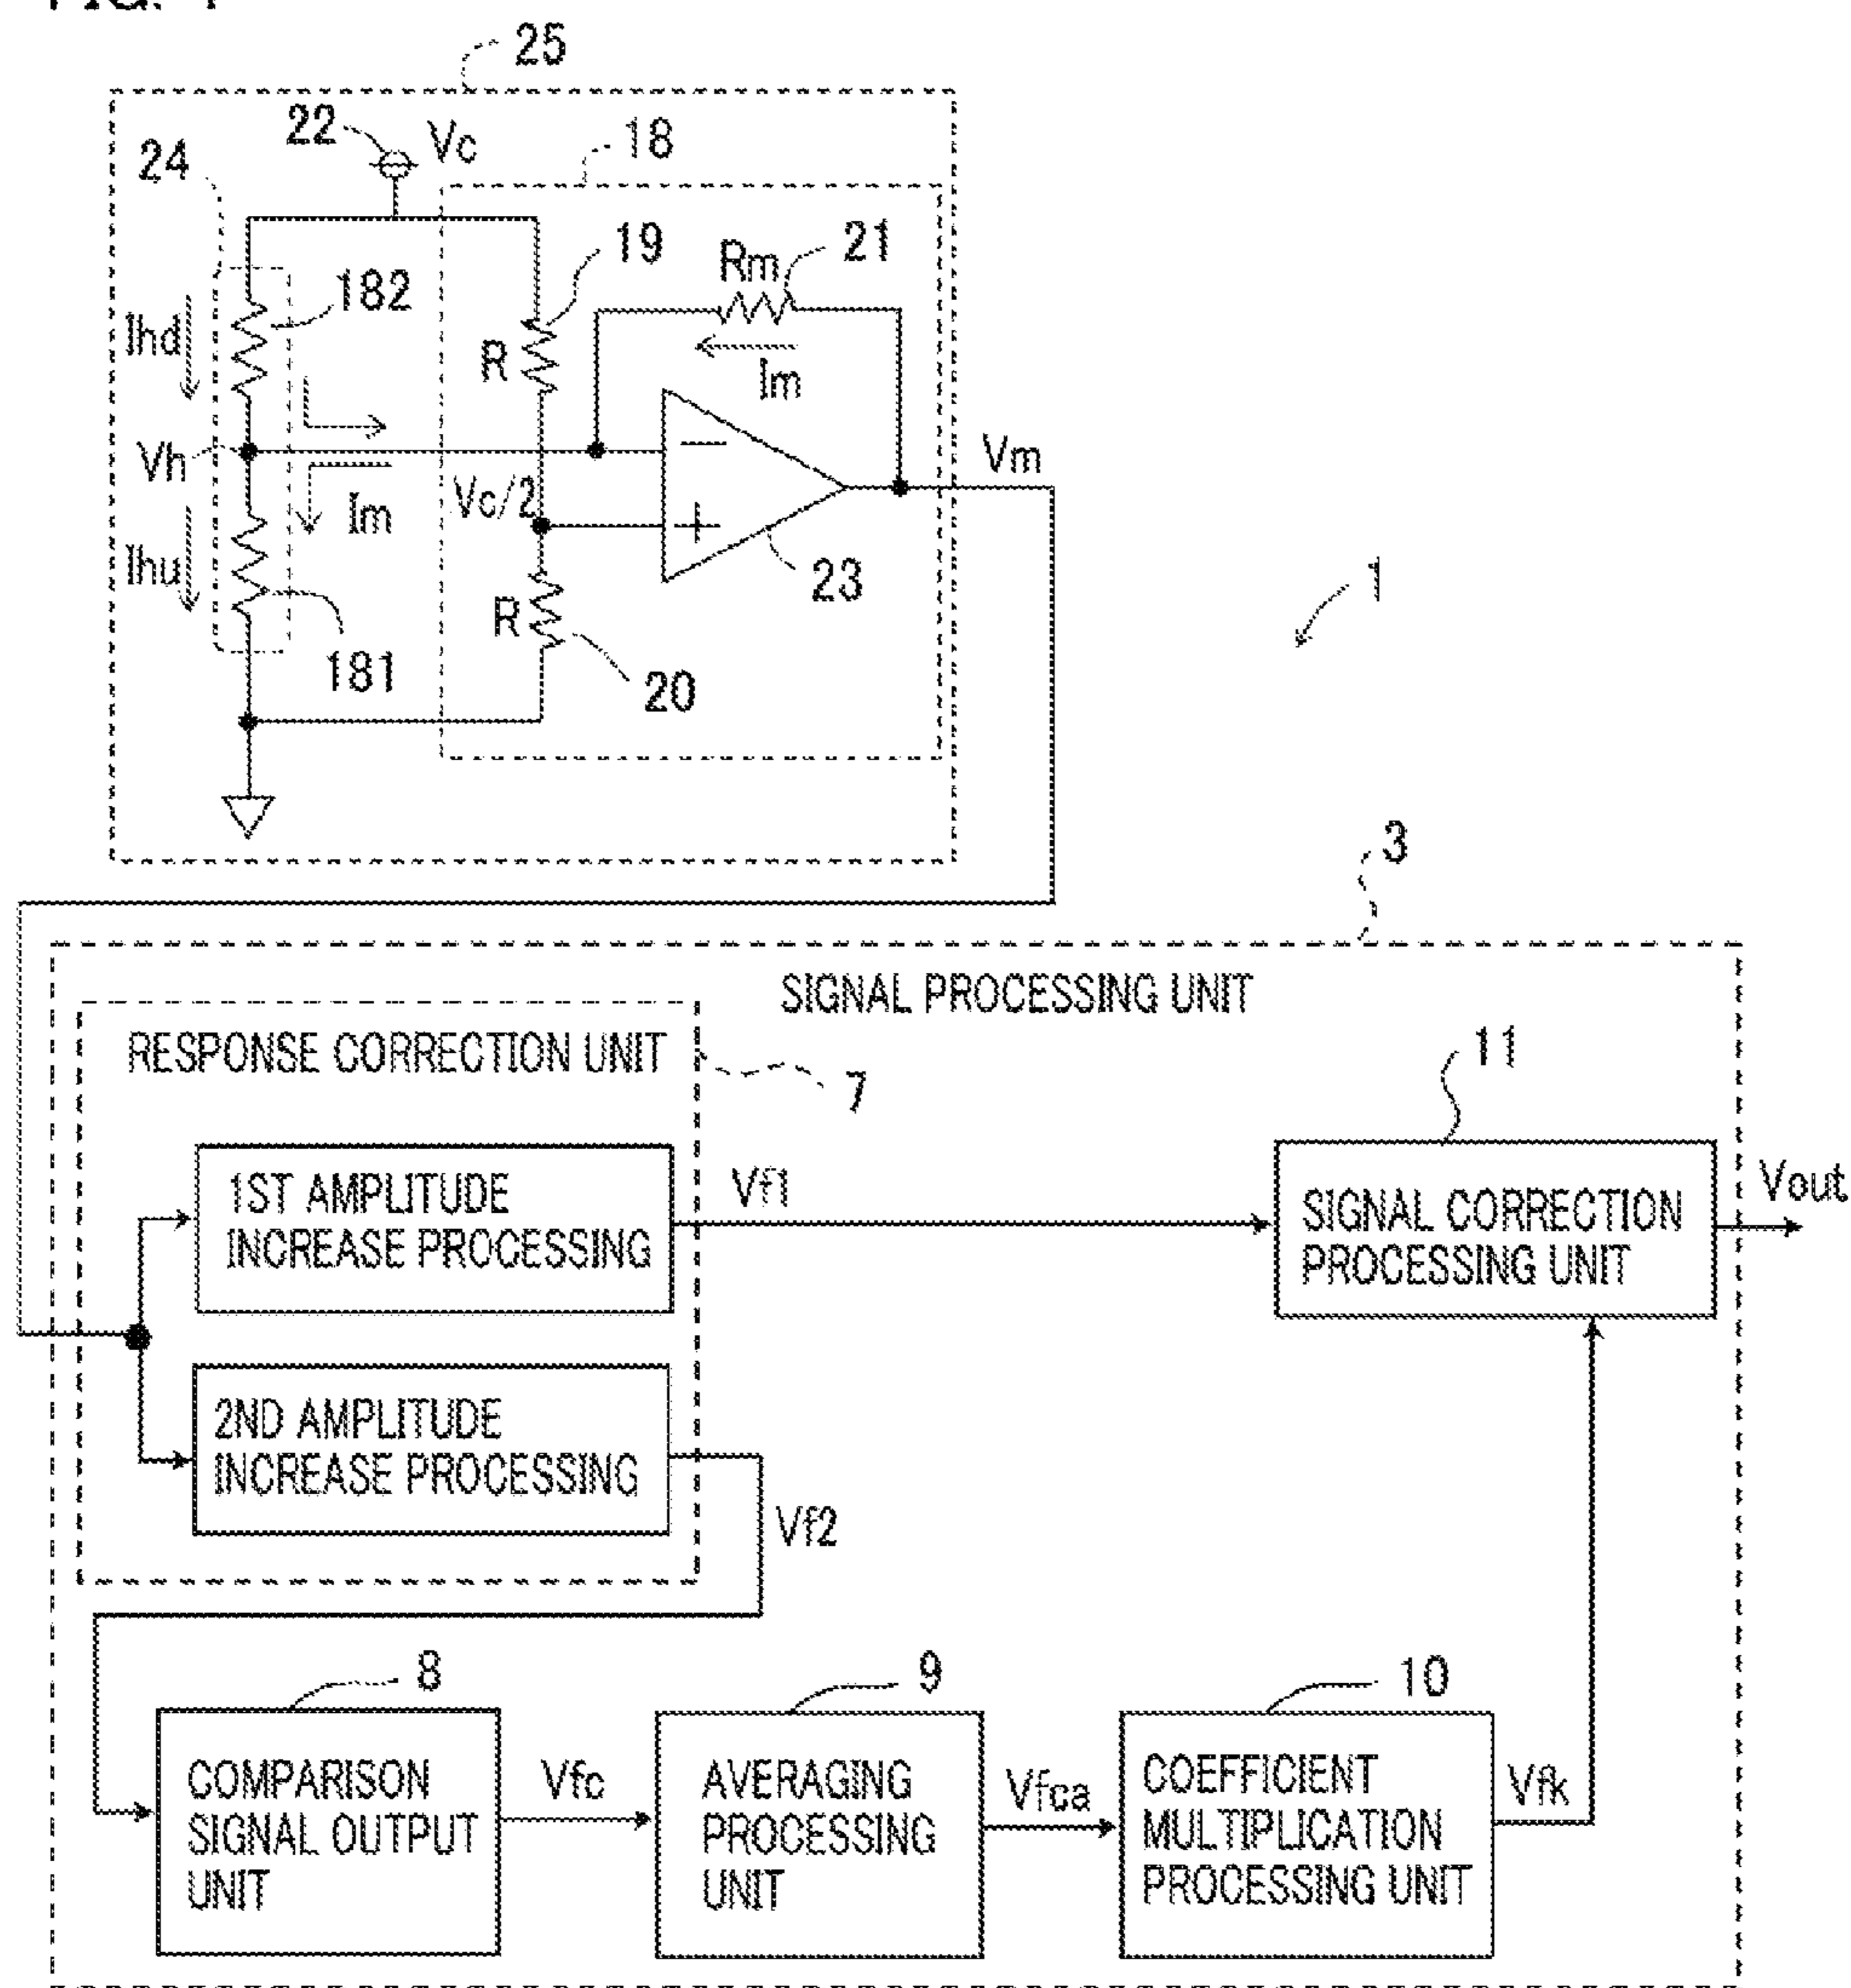 25
22
Vc
18
24
19
Rm
21
182
Ihd
R
Im
Vh
Vm
Vc/2
Im
Ihu
23
1
R
181
20
3
SIGNAL PROCESSING UNIT
RESPONSE CORRECTION UNIT
7
11
1ST AMPLITUDE
INCREASE PROCESSING
Vf1
SIGNAL CORRECTION
PROCESSING UNIT
Vout
2ND AMPLITUDE
INCREASE PROCESSING
Vf2
8
9
10
COMPARISON
SIGNAL OUTPUT
UNIT
Vfc
AVERAGING
PROCESSING
UNIT
Vfca
COEFFICIENT
MULTIPLICATION
PROCESSING UNIT
Vfk